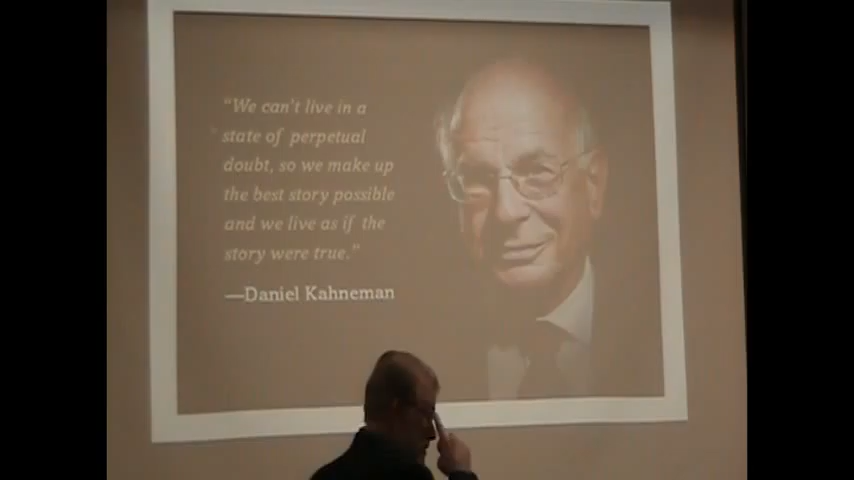 “We can't live in a
state of perpetual
doubt, so we make up
the best story possible
and we live as if the
story were true.”
—Daniel Kahneman